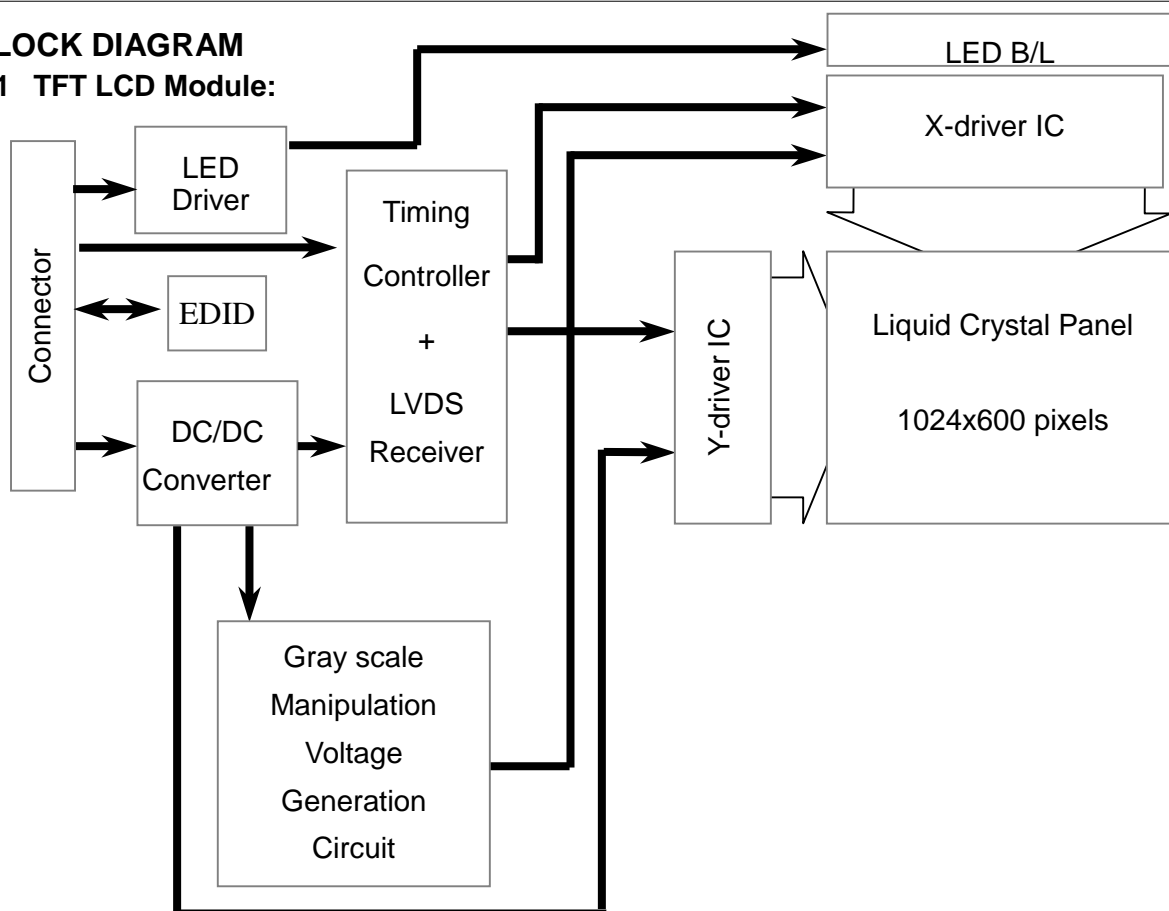 LOCK DIAGRAM
1 TFT LCD Module:
LED B/L
X-driver IC
LED
Driver
Timing
Controller
+
LVDS
Receiver
Connector
EDID
DC/DC
Converter
Y-driver IC
Liquid Crystal Panel
1024x600 pixels
Gray scale
Manipulation
Voltage
Generation
Circuit